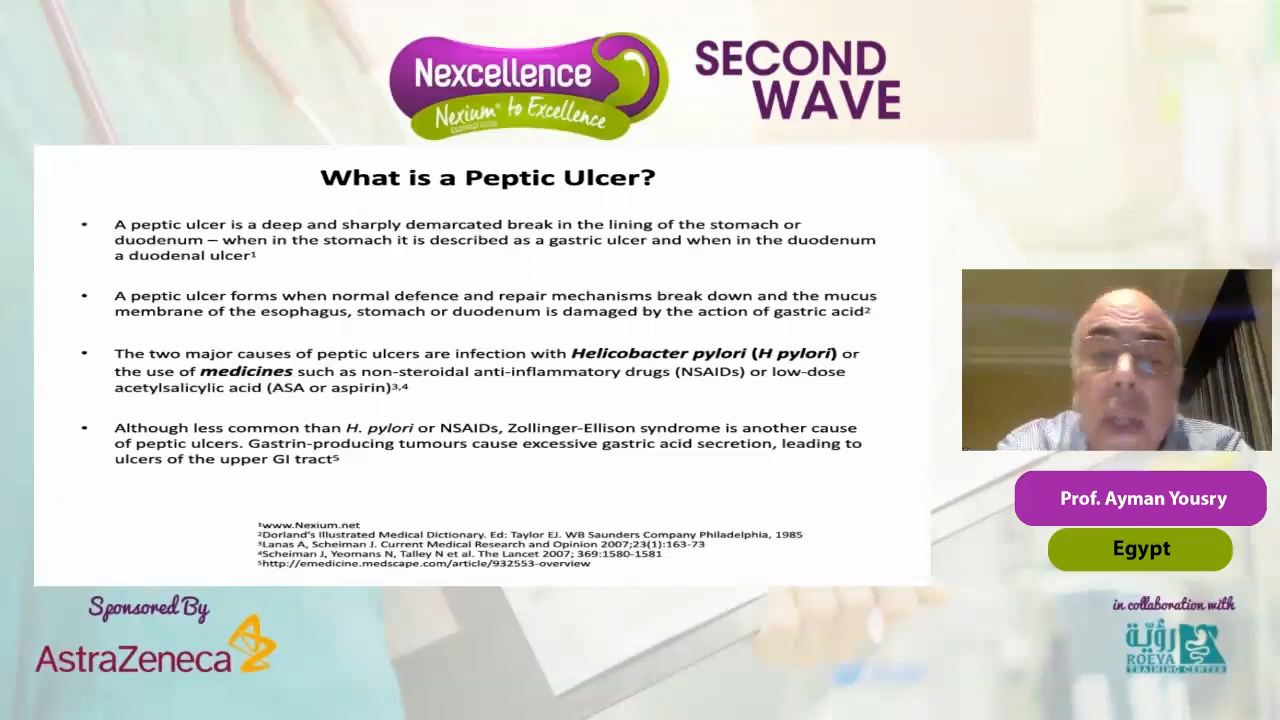 Nexcellence
Nexium® to Excellence
SECOND
WAVE
What is a Peptic Ulcer?
• A peptic ulcer is a deep and sharply demarcated break in the lining of the stomach or
duodenum – when in the stomach it is described as a gastric ulcer and when in the duodenum
a duodenal ulcer¹
• A peptic ulcer forms when normal defence and repair mechanisms break down and the mucus
membrane of the esophagus, stomach or duodenum is damaged by the action of gastric acid²
• The two major causes of peptic ulcers are infection with Helicobacter pylori (H pylori) or
the use of medicines such as non-steroidal anti-inflammatory drugs (NSAIDs) or low-dose
acetylsalicylic acid (ASA or aspirin)³,⁴
• Although less common than H. pylori or NSAIDs, Zollinger-Ellison syndrome is another cause
of peptic ulcers. Gastrin-producing tumours cause excessive gastric acid secretion, leading to
ulcers of the upper GI tract⁵
¹www.Nexium.net
²Dorland's Illustrated Medical Dictionary. Ed: Taylor EJ. WB Saunders Company Philadelphia, 1985
³Lanas A, Scheiman J. Current Medical Research and Opinion 2007;23(1):163-73
⁴Scheiman J, Yeomans N, Talley N et al. The Lancet 2007; 369:1580-1581
⁵http://emedicine.medscape.com/article/932553-overview
Prof. Ayman Yousry
Egypt
Sponsored By
AstraZeneca
in collaboration with
رؤية
ROEYA
TRAINING CENTER